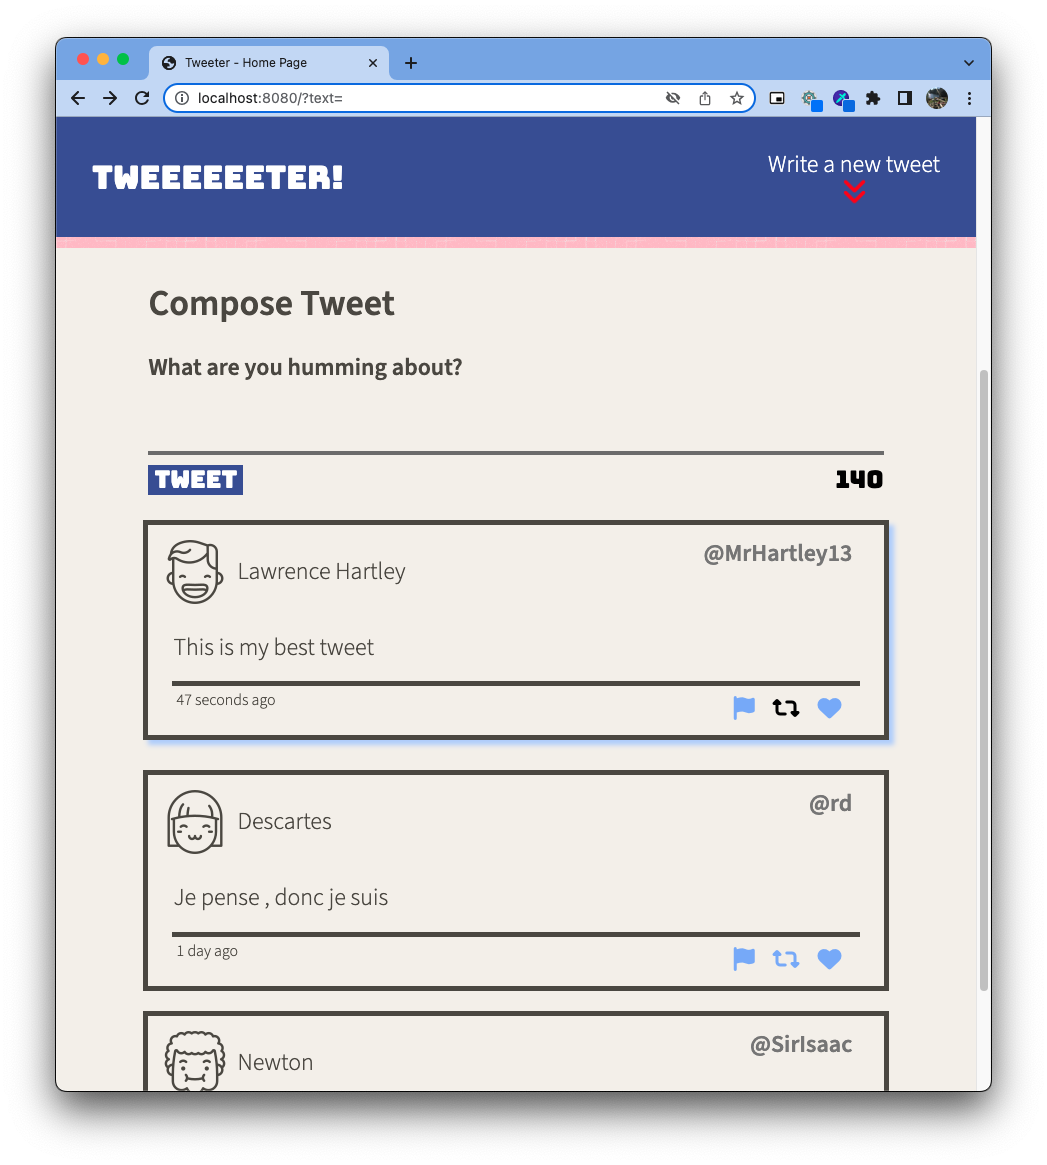 Tweeter - Home Page
localhost:8080/?text=
TWEEEEEETER!
Write a new tweet
Compose Tweet
What are you humming about?
TWEET
140
Lawrence Hartley
@MrHartley13
This is my best tweet
47 seconds ago
Descartes
@rd
Je pense , donc je suis
1 day ago
Newton
@SirIsaac